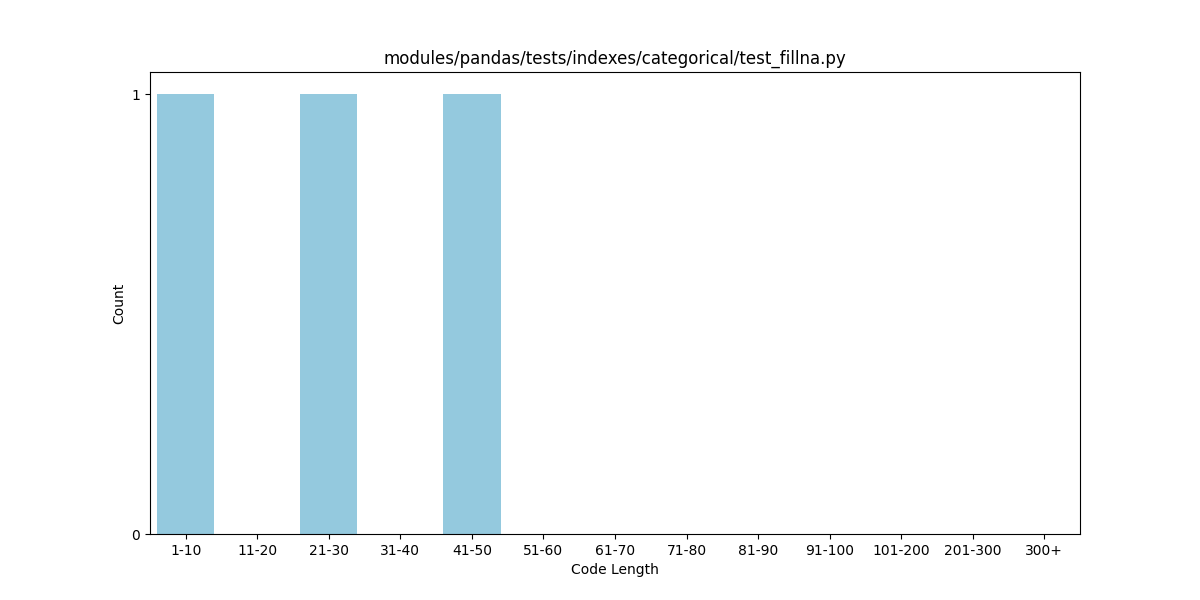 modules/pandas/tests/indexes/categorical/test_fillna.py
1
Count
0
1-10 11-20 21-30 31-40 41-50 51-60 61-70 71-80 81-90 91-100 101-200 201-300 300+
Code Length